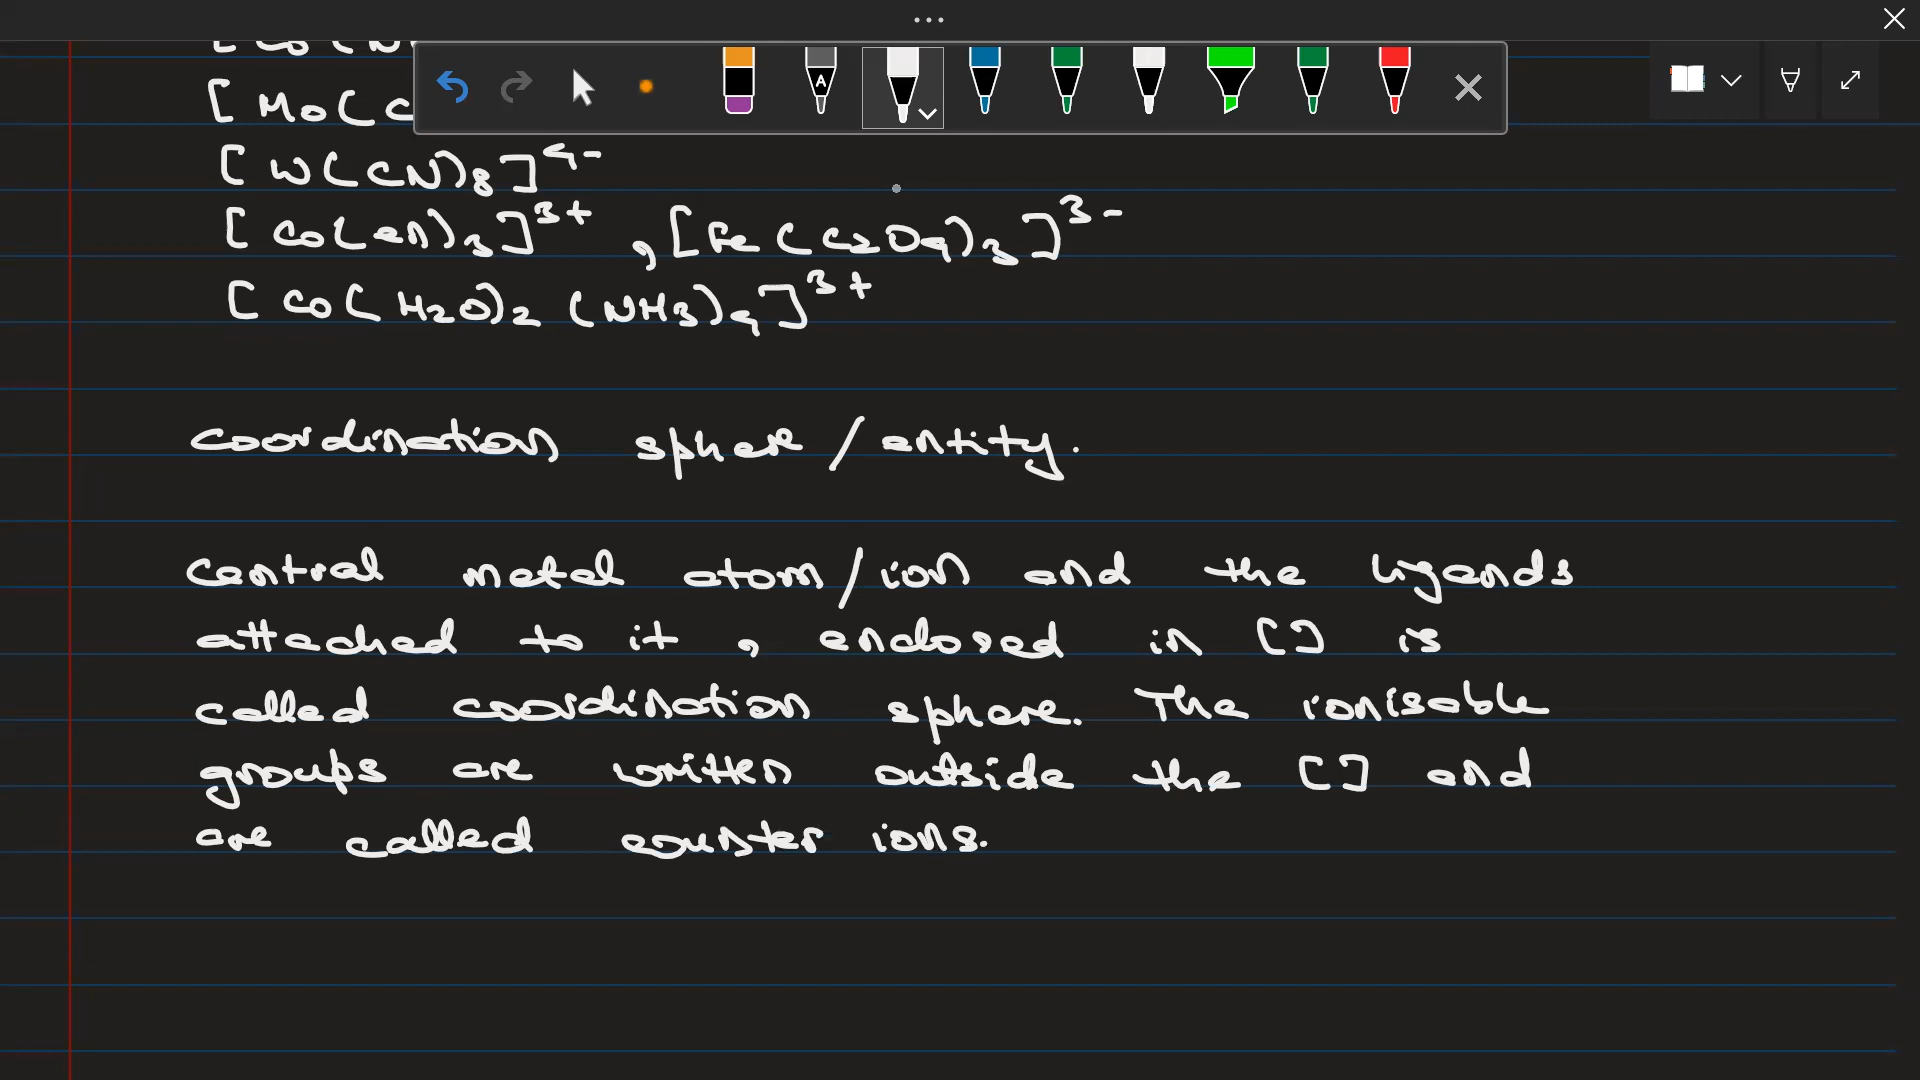 [Mo(C
[W(CN)8]4-
[Co(en)3]3+ , [Fe(C2O4)3]3-
[Co(H2O)2 (NH3)4]3+
coordination sphere/entity.
central metal atom/ion and the ligands
attached to it, enclosed in [] is
called coordination sphere. The ionisable
groups are written outside the [] and
are called counter ions.